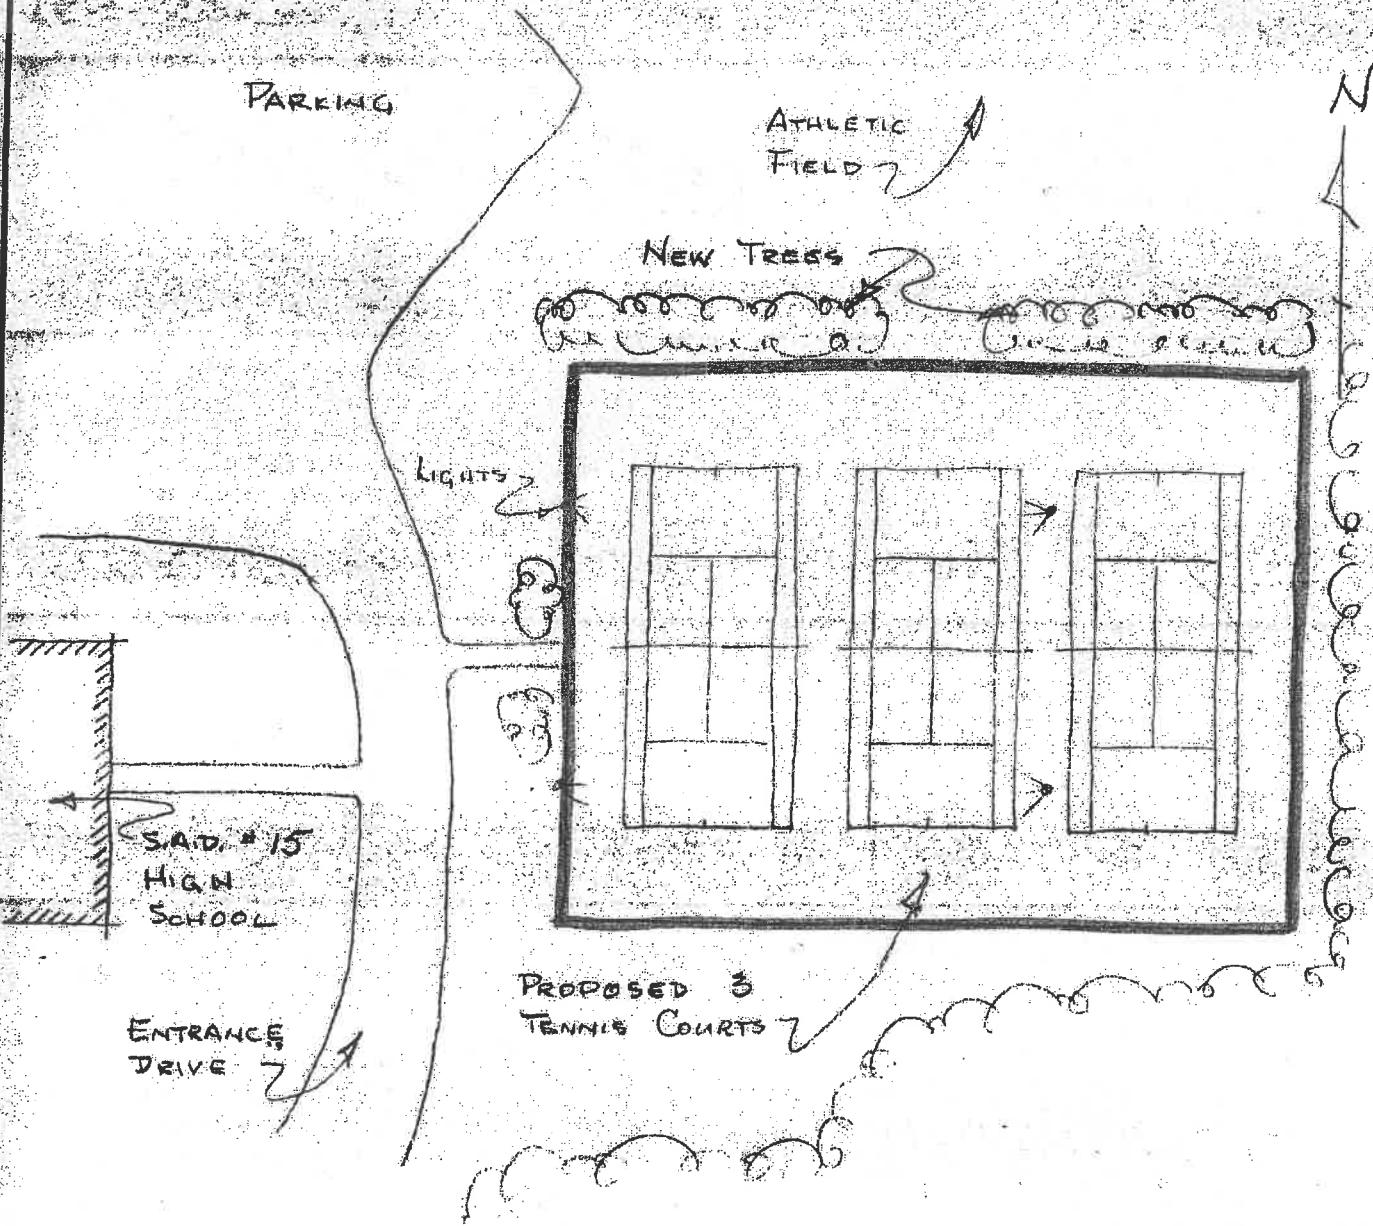 PARKING
N
ATHLETIC
FIELD
NEW TREES
LIGHTS
S.A.D. # 15
HIGH
SCHOOL
PROPOSED 3
TENNIS COURTS
ENTRANCE
DRIVE